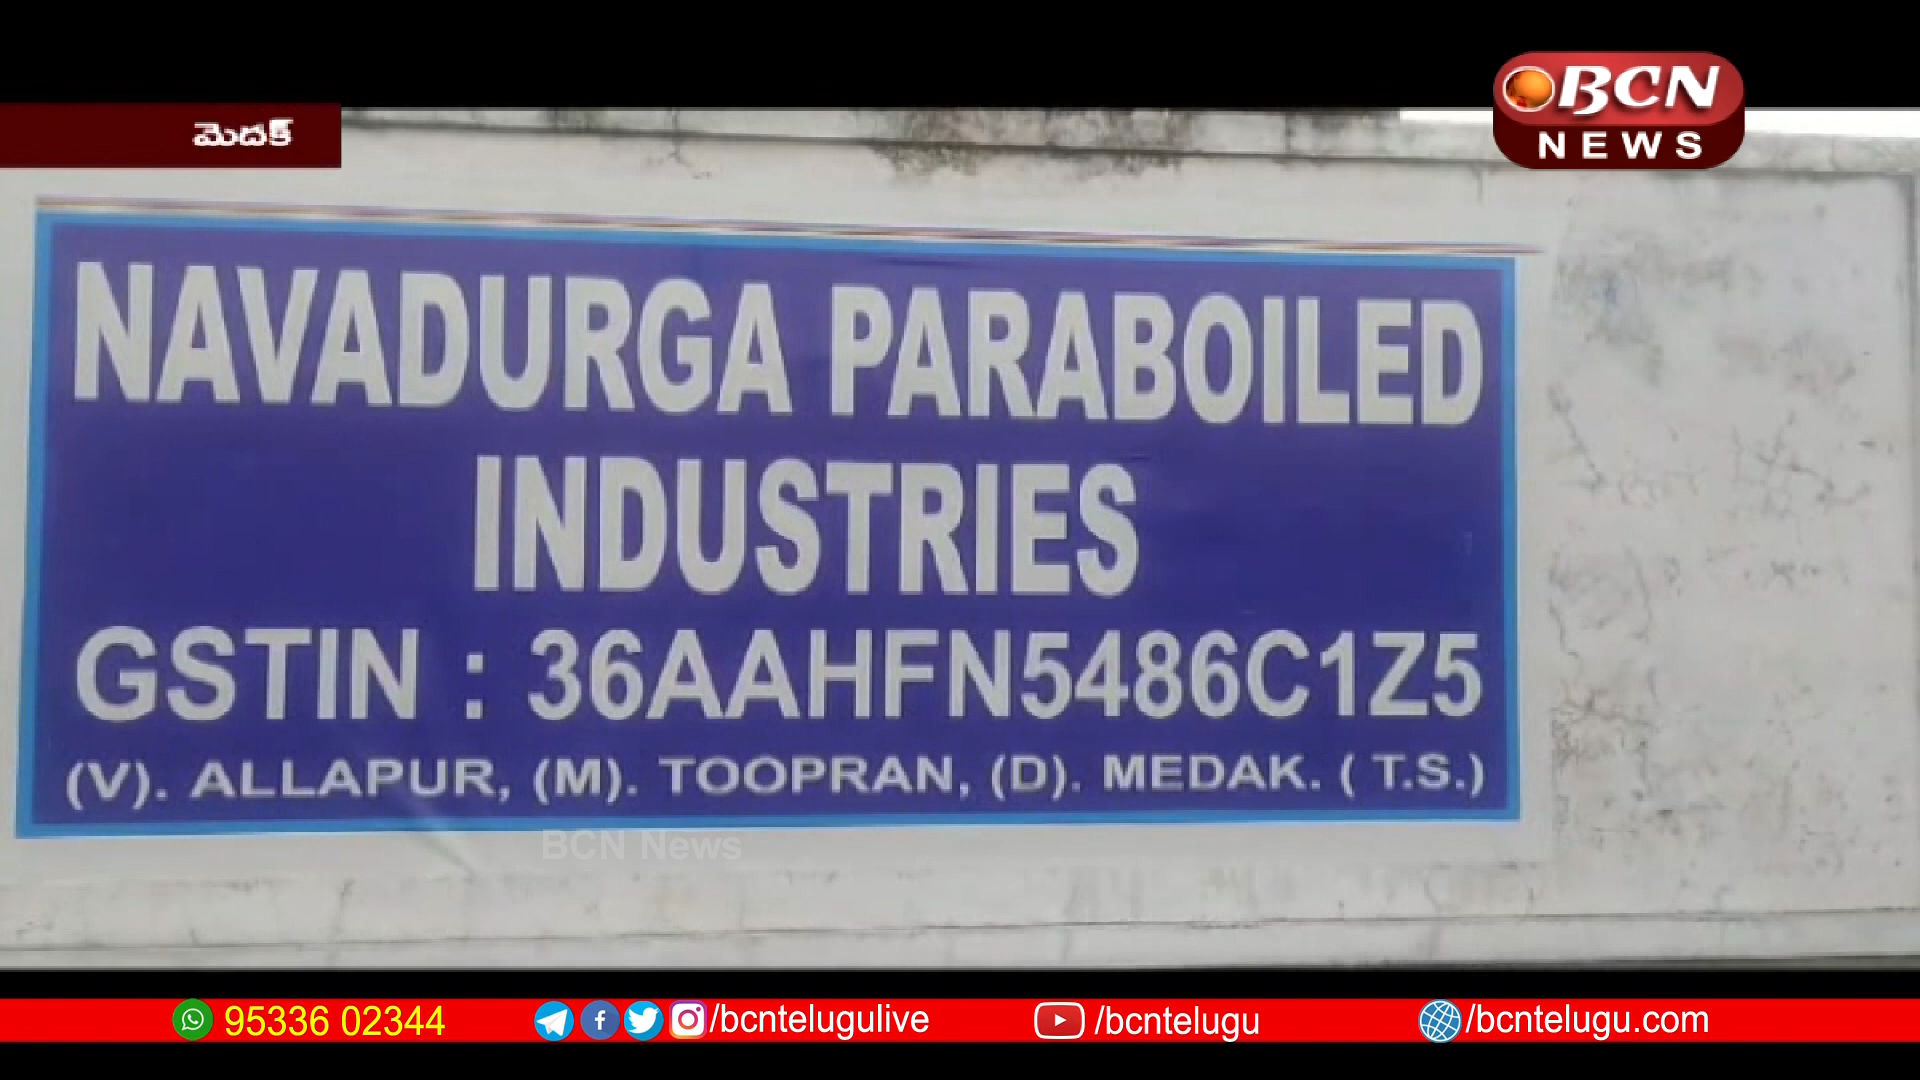 BCN
NEWS
మెదక్
NAVADURGA PARABOILED
INDUSTRIES
GSTIN : 36AAHFN5486C1Z5
(V). ALLAPUR, (M). TOOPRAN, (D). MEDAK. ( T.S.)
BCN News
95336 02344 /bcntelugulive /bcntelugu /bcntelugu.com